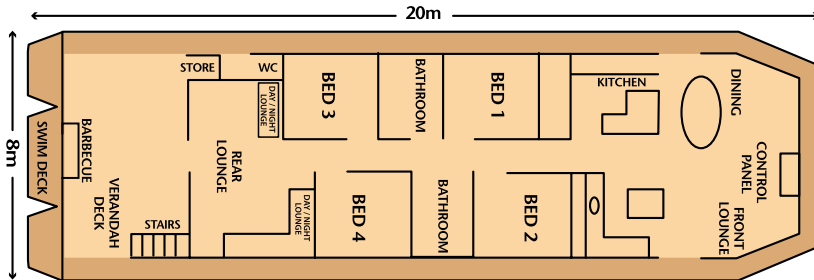 20m
8m
SWIM DECK
BARBECUE
VERANDAH
DECK
STAIRS
STORE
WC
DAY / NIGHT
LOUNGE
REAR
LOUNGE
DAY / NIGHT
LOUNGE
BED 3
BED 4
BATHROOM
BATHROOM
BED 1
BED 2
KITCHEN
DINING
CONTROL
PANEL
FRONT
LOUNGE